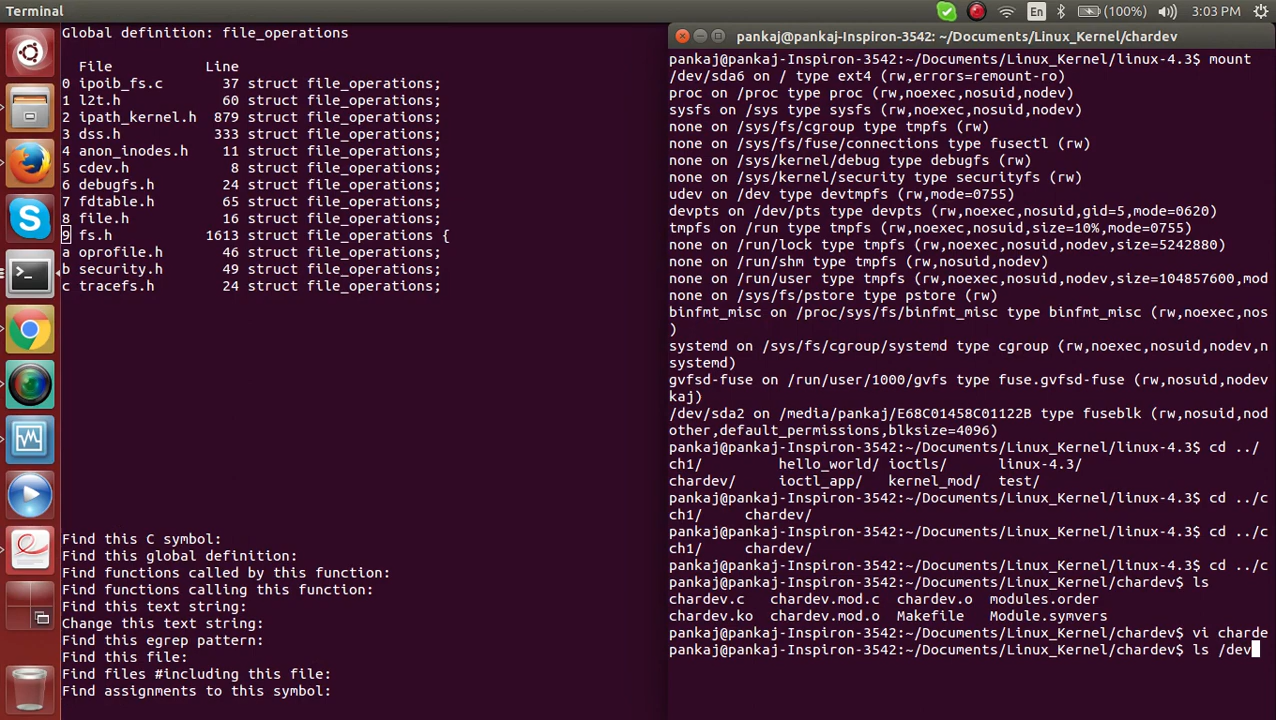 Terminal
En
(100%)
3:03 PM
Global definition: file_operations
File Line
0 ipoib_fs.c 37 struct file_operations;
1 l2t.h 60 struct file_operations;
2 ipath_kernel.h 879 struct file_operations;
3 dss.h 333 struct file_operations;
4 anon_inodes.h 11 struct file_operations;
5 cdev.h 8 struct file_operations;
6 debugfs.h 24 struct file_operations;
7 fdtable.h 65 struct file_operations;
8 file.h 16 struct file_operations;
9 fs.h 1613 struct file_operations {
a oprofile.h 46 struct file_operations;
b security.h 49 struct file_operations;
c tracefs.h 24 struct file_operations;
Find this C symbol:
Find this global definition:
Find functions called by this function:
Find functions calling this function:
Find this text string:
Change this text string:
Find this egrep pattern:
Find this file:
Find files #including this file:
Find assignments to this symbol:
pankaj@pankaj-Inspiron-3542: ~/Documents/Linux_Kernel/chardev
pankaj@pankaj-Inspiron-3542:~/Documents/Linux_Kernel/linux-4.3$ mount
/dev/sda6 on / type ext4 (rw,errors=remount-ro)
proc on /proc type proc (rw,noexec,nosuid,nodev)
sysfs on /sys type sysfs (rw,noexec,nosuid,nodev)
none on /sys/fs/cgroup type tmpfs (rw)
none on /sys/fs/fuse/connections type fusectl (rw)
none on /sys/kernel/debug type debugfs (rw)
none on /sys/kernel/security type securityfs (rw)
udev on /dev type devtmpfs (rw,mode=0755)
devpts on /dev/pts type devpts (rw,noexec,nosuid,gid=5,mode=0620)
tmpfs on /run type tmpfs (rw,noexec,nosuid,size=10%,mode=0755)
none on /run/lock type tmpfs (rw,noexec,nosuid,nodev,size=5242880)
none on /run/shm type tmpfs (rw,nosuid,nodev)
none on /run/user type tmpfs (rw,noexec,nosuid,nodev,size=104857600,mod
none on /sys/fs/pstore type pstore (rw)
binfmt_misc on /proc/sys/fs/binfmt_misc type binfmt_misc (rw,noexec,nos
)
systemd on /sys/fs/cgroup/systemd type cgroup (rw,noexec,nosuid,nodev,n
systemd)
gvfsd-fuse on /run/user/1000/gvfs type fuse.gvfsd-fuse (rw,nosuid,nodev
kaj)
/dev/sda2 on /media/pankaj/E68C01458C01122B type fuseblk (rw,nosuid,nod
other,default_permissions,blksize=4096)
pankaj@pankaj-Inspiron-3542:~/Documents/Linux_Kernel/linux-4.3$ cd ../
ch1/ hello_world/ ioctls/ linux-4.3/
chardev/ ioctl_app/ kernel_mod/ test/
pankaj@pankaj-Inspiron-3542:~/Documents/Linux_Kernel/linux-4.3$ cd ../c
ch1/ chardev/
pankaj@pankaj-Inspiron-3542:~/Documents/Linux_Kernel/linux-4.3$ cd ../c
ch1/ chardev/
pankaj@pankaj-Inspiron-3542:~/Documents/Linux_Kernel/linux-4.3$ cd ../c
pankaj@pankaj-Inspiron-3542:~/Documents/Linux_Kernel/chardev$ ls
chardev.c chardev.mod.c chardev.o modules.order
chardev.ko chardev.mod.o Makefile Module.symvers
pankaj@pankaj-Inspiron-3542:~/Documents/Linux_Kernel/chardev$ vi charde
pankaj@pankaj-Inspiron-3542:~/Documents/Linux_Kernel/chardev$ ls /dev